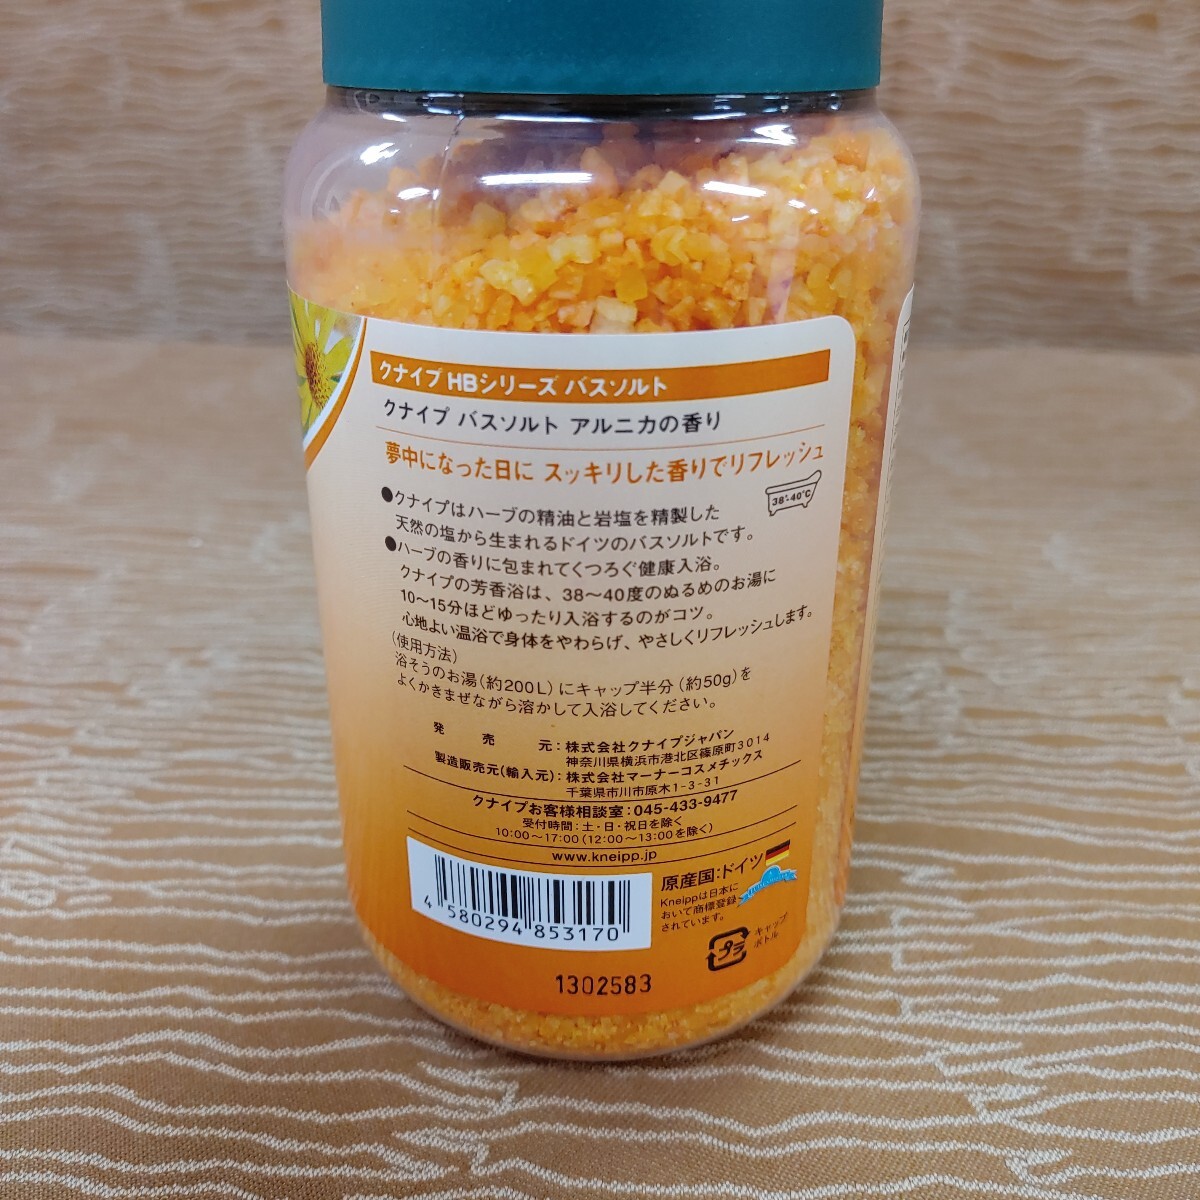 クナイプ HBシリーズ バスソルト
クナイプ バスソルト アルニカの香り
夢中になった日に スッキリした香りでリフレッシュ
38°-40°C
●クナイプはハーブの精油と岩塩を精製した
天然の塩から生まれるドイツのバスソルトです。
●ハーブの香りに包まれてくつろぐ健康入浴。
クナイプの芳香浴は、38〜40度のぬるめのお湯に
10〜15分ほどゆったり入浴するのがコツ。
心地よい温浴で身体をやわらげ、やさしくリフレッシュします。
(使用方法)
浴そうのお湯(約200L)にキャップ半分(約50g)を
よくかきまぜながら溶かして入浴してください。
発売元:株式会社クナイプジャパン
神奈川県横浜市港北区篠原町3014
製造販売元(輸入元):株式会社マーナーコスメチックス
千葉県市川市原木1-3-31
クナイプお客様相談室:045-433-9477
受付時間:土・日・祝日を除く
10:00〜17:00(12:00〜13:00を除く)
www.kneipp.jp
4 580294 853170
原産国:ドイツ
Kneippは日本に
おいて商標登録
されています。
プラ
キャップ
ボトル
1302583